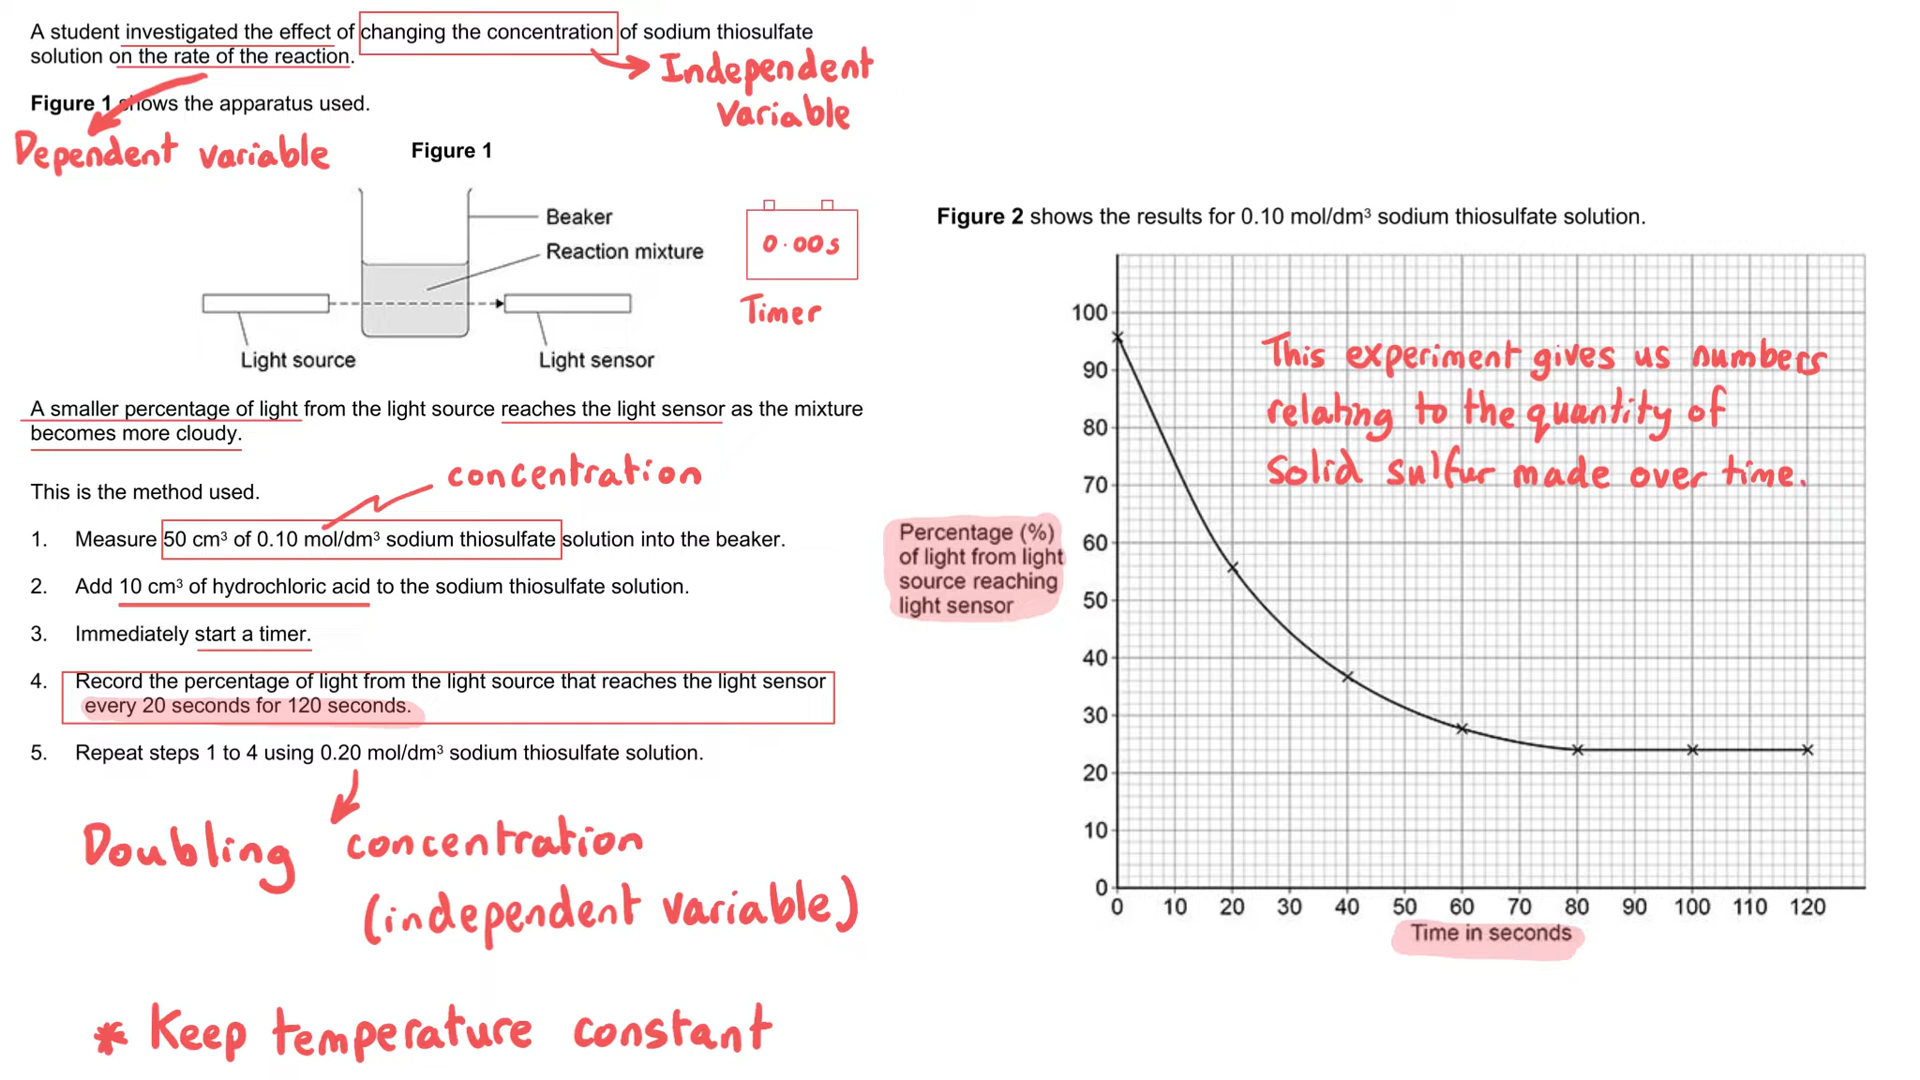 A student investigated the effect of changing the concentration of sodium thiosulfate
solution on the rate of the reaction.
Independent
Variable
Figure 1 shows the apparatus used.
Dependent variable
Figure 1
Beaker
Reaction mixture
0.00s
Timer
Light source
Light sensor
A smaller percentage of light from the light source reaches the light sensor as the mixture
becomes more cloudy.
concentration
This is the method used.
1. Measure 50 cm³ of 0.10 mol/dm³ sodium thiosulfate solution into the beaker.
2. Add 10 cm³ of hydrochloric acid to the sodium thiosulfate solution.
3. Immediately start a timer.
4. Record the percentage of light from the light source that reaches the light sensor
every 20 seconds for 120 seconds.
5. Repeat steps 1 to 4 using 0.20 mol/dm³ sodium thiosulfate solution.
Doubling concentration
(independent variable)
* Keep temperature constant
Figure 2 shows the results for 0.10 mol/dm³ sodium thiosulfate solution.
This experiment gives us numbers
relating to the quantity of
solid sulfur made over time.
Percentage (%)
of light from light
source reaching
light sensor
100
90
80
70
60
50
40
30
20
10
0
0 10 20 30 40 50 60 70 80 90 100 110 120
Time in seconds